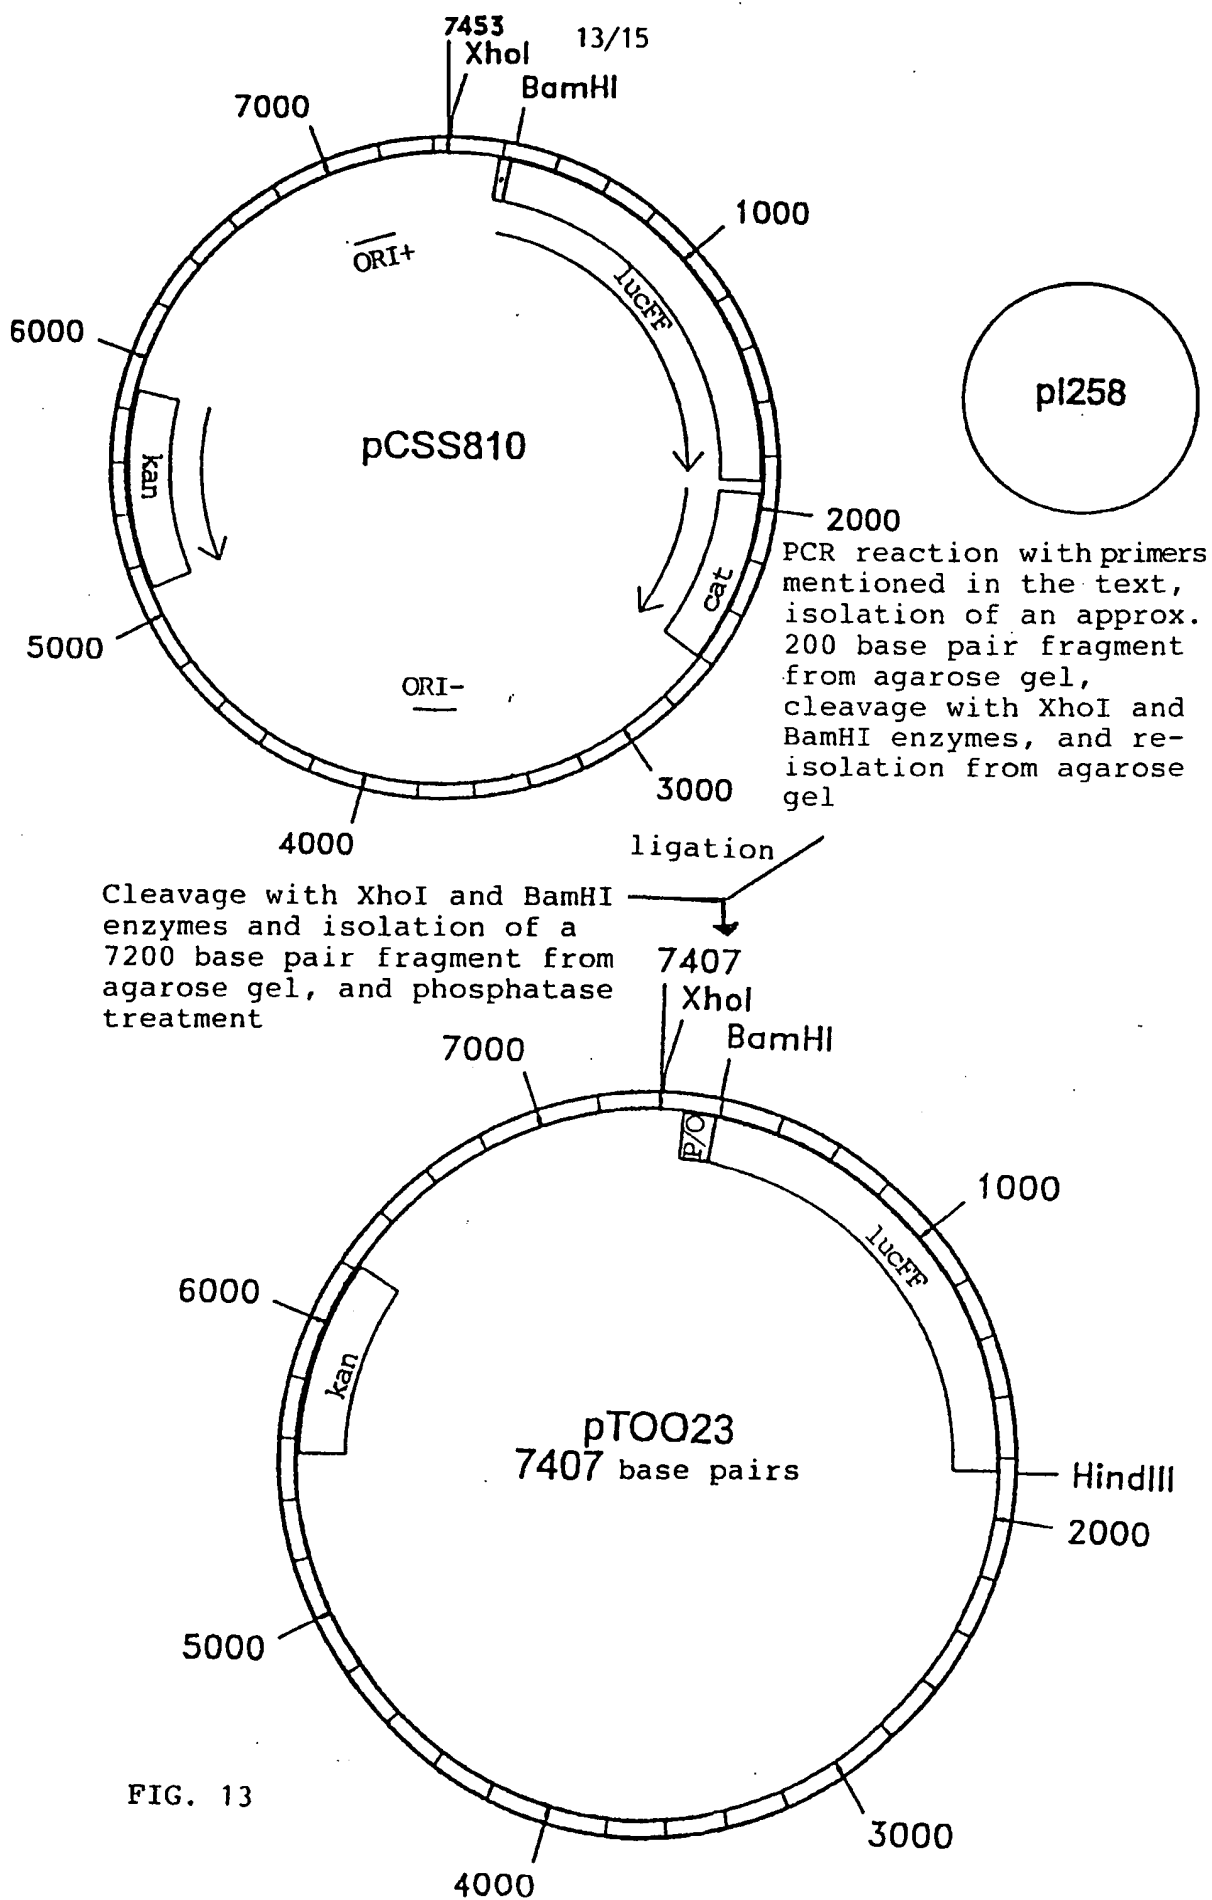 13/15
7453
XhoI
BamHI
7000
1000
ORI+
lucFF
6000
kan
pCSS810
pI258
2000
cat
5000
ORI-
3000
4000
PCR reaction with primers
mentioned in the text,
isolation of an approx.
200 base pair fragment
from agarose gel,
cleavage with XhoI and
BamHI enzymes, and re-
isolation from agarose
gel
ligation
Cleavage with XhoI and BamHI
enzymes and isolation of a
7200 base pair fragment from
agarose gel, and phosphatase
treatment
7407
XhoI
BamHI
7000
P/O
1000
lucFF
6000
kan
pTOO23
7407 base pairs
HindIII
2000
5000
3000
4000
FIG. 13